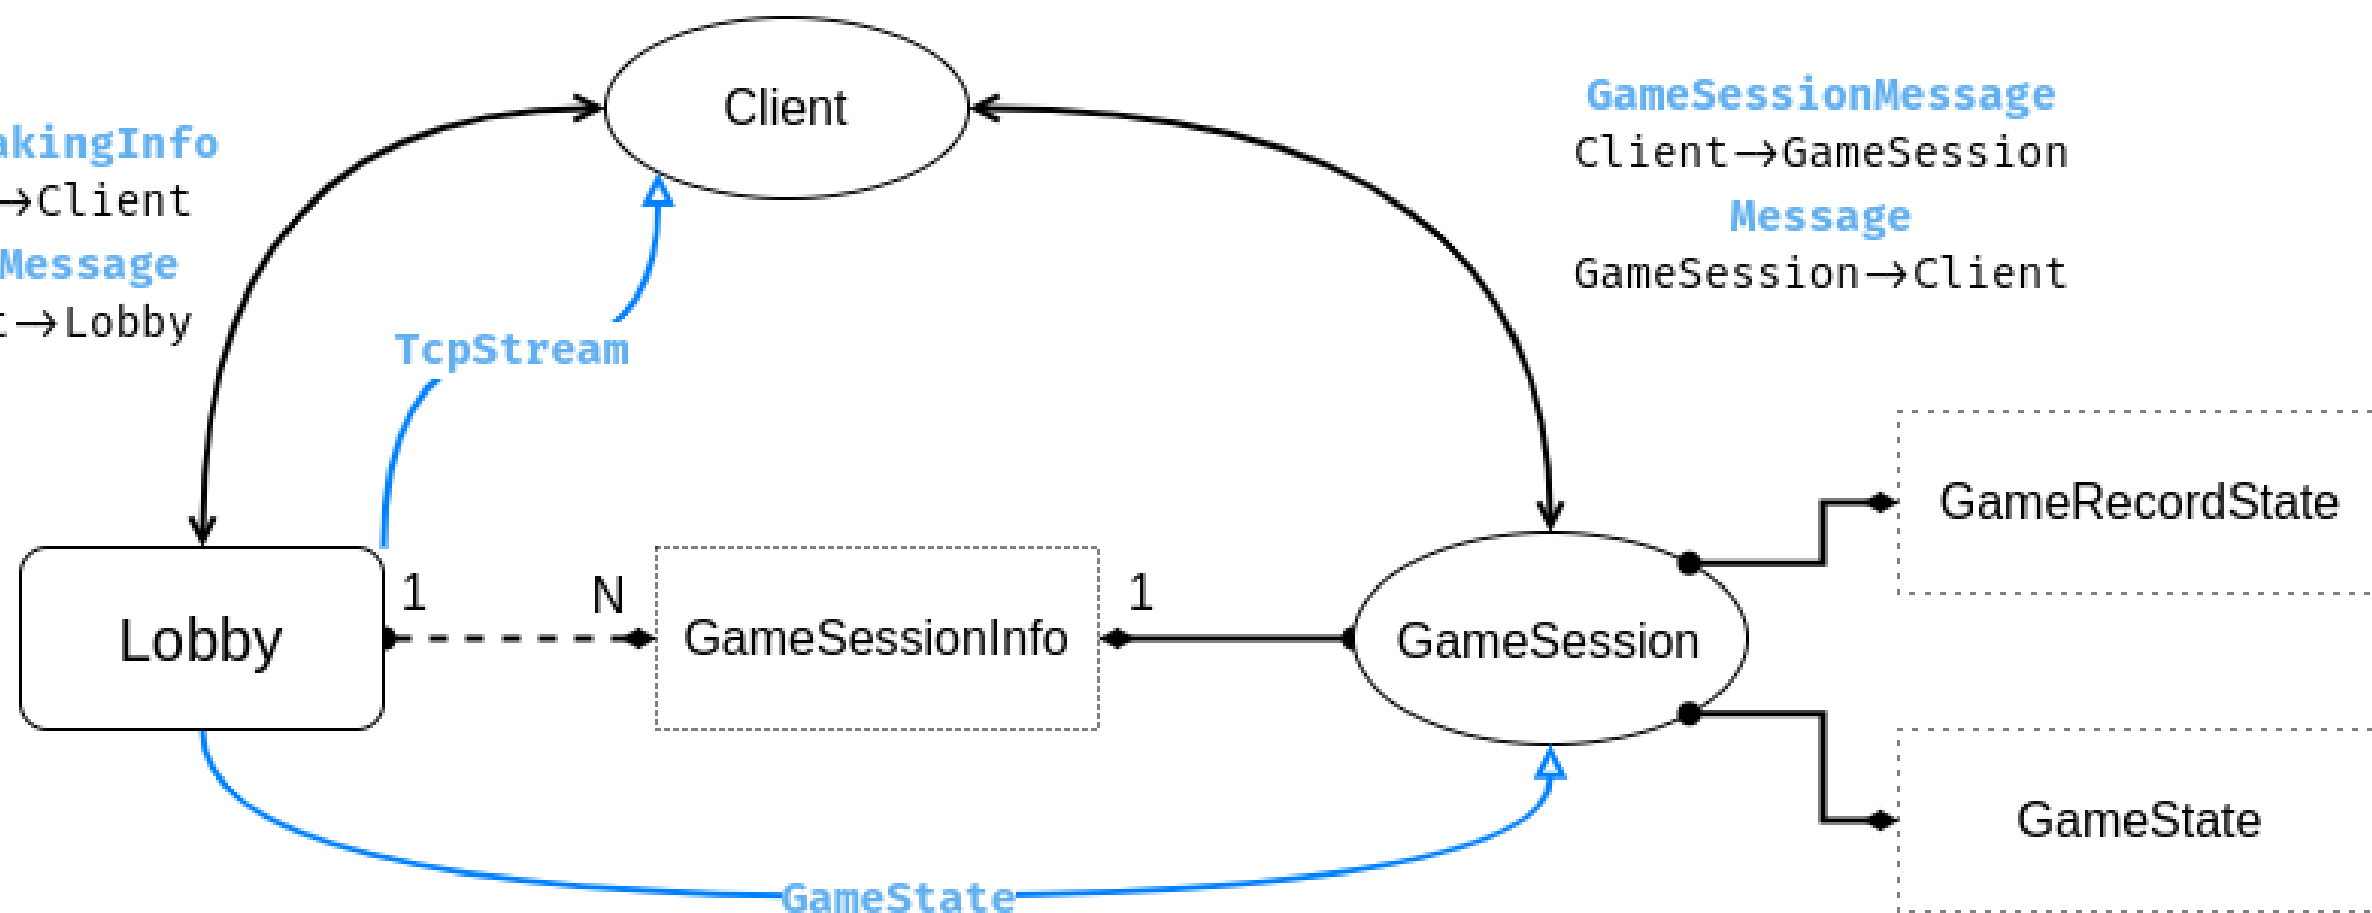 Client
GameSessionMessage
Client→GameSession
Message
GameSession→Client
akingInfo
→Client
Message
t→Lobby
TcpStream
GameRecordState
1
N
1
Lobby
GameSessionInfo
GameSession
GameState
GameState